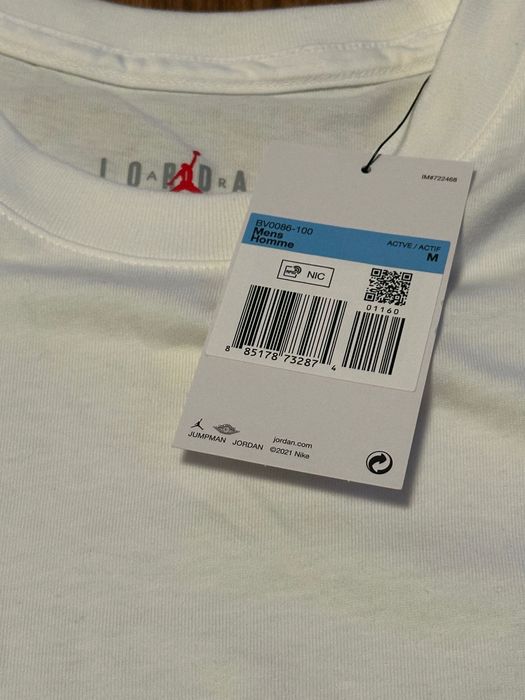 IM#722468
BV0086-100
Mens
Homme
ACTVE / ACTIF
M
RFID
NIC
01160
8 85178 73287 4
JUMPMAN JORDAN
jordan.com
©2021 Nike